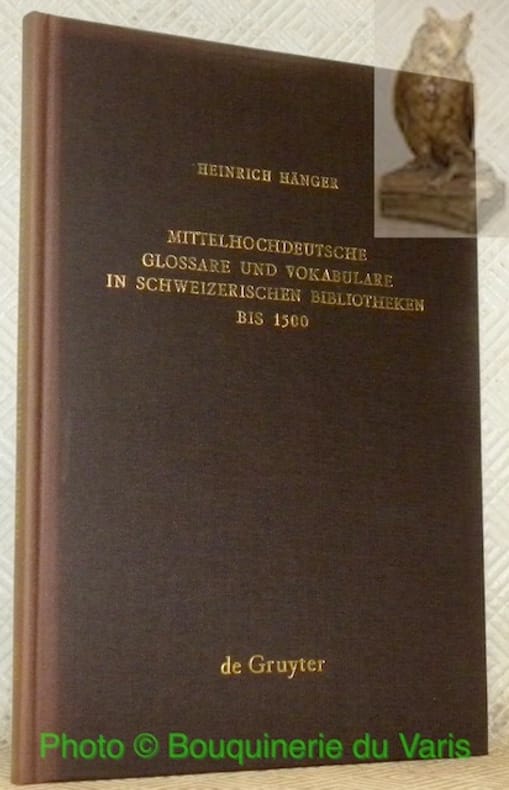 HEINRICH HÄNGER
MITTELHOCHDEUTSCHE
GLOSSARE UND VOKABULARE
IN SCHWEIZERISCHEN BIBLIOTHEKEN
BIS 1500
de Gruyter
Photo © Bouquinerie du Varis